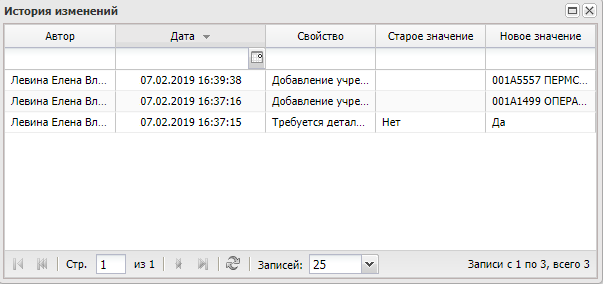 История изменений
Автор Дата Свойство Старое значение Новое значение
Левина Елена Вл... 07.02.2019 16:39:38 Добавление учре... 001A5557 ПЕРМС...
Левина Елена Вл... 07.02.2019 16:37:16 Добавление учре... 001A1499 ОПЕРА...
Левина Елена Вл... 07.02.2019 16:37:15 Требуется детал... Нет Да
Стр. 1 из 1 Записей: 25 Записи с 1 по 3, всего 3